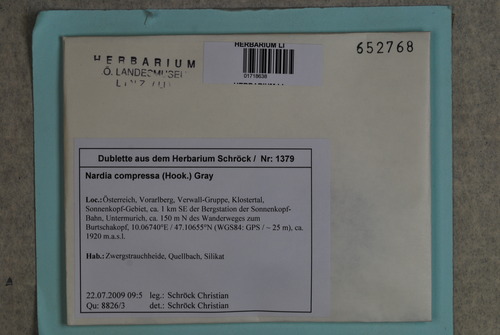 HERBARIUM
O. LANDESMUSEU
LINZ
HERBARIUM LI
01718638
652768
Dublette aus dem Herbarium Schröck / Nr: 1379
Nardia compressa (Hook.) Gray
Loc.:Österreich, Vorarlberg, Verwall-Gruppe, Klostertal,
Sonnenkopf-Gebiet, ca. 1 km SE der Bergstation der Sonnenkopf-
Bahn, Untermurich, ca. 150 m N des Wanderweges zum
Burtschakopf, 10.06740°E / 47.10655°N (WGS84: GPS / ~ 25 m), ca.
1920 m.a.s.l.
Hab.:Zwergstrauchheide, Quellbach, Silikat
22.07.2009 09:5 leg.: Schröck Christian
Qu: 8826/3 det.: Schröck Christian